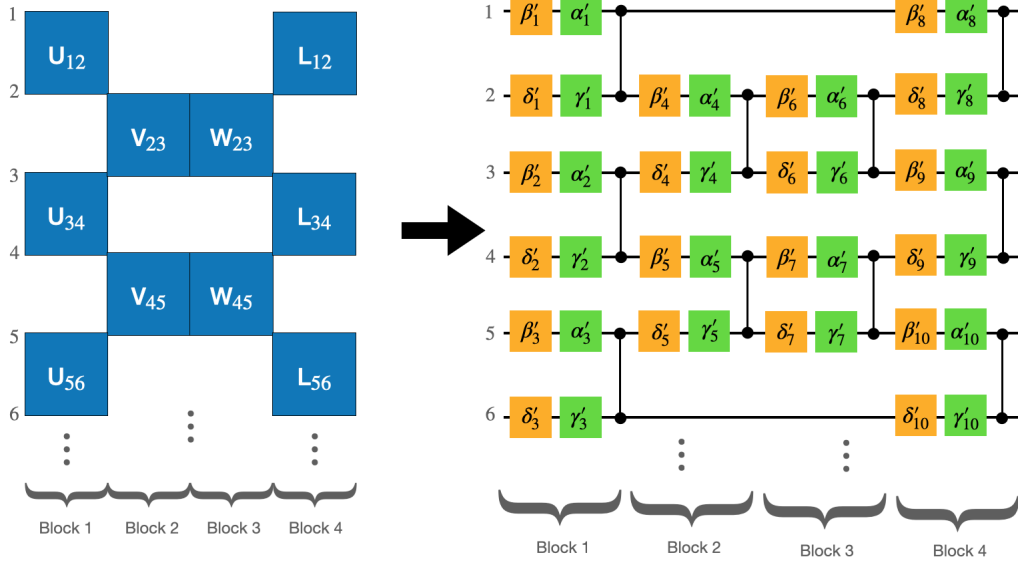 1
U12 L12
2
V23 W23
3
U34 L34
4
V45 W45
5
U56 L56
6
Block 1 Block 2 Block 3 Block 4
1 β′1 α′1 β′8 α′8
2 δ′1 γ′1 β′4 α′4 β′6 α′6 δ′8 γ′8
3 β′2 α′2 δ′4 γ′4 δ′6 γ′6 β′9 α′9
4 δ′2 γ′2 β′5 α′5 β′7 α′7 δ′9 γ′9
5 β′3 α′3 δ′5 γ′5 δ′7 γ′7 β′10 α′10
6 δ′3 γ′3 δ′10 γ′10
Block 1 Block 2 Block 3 Block 4